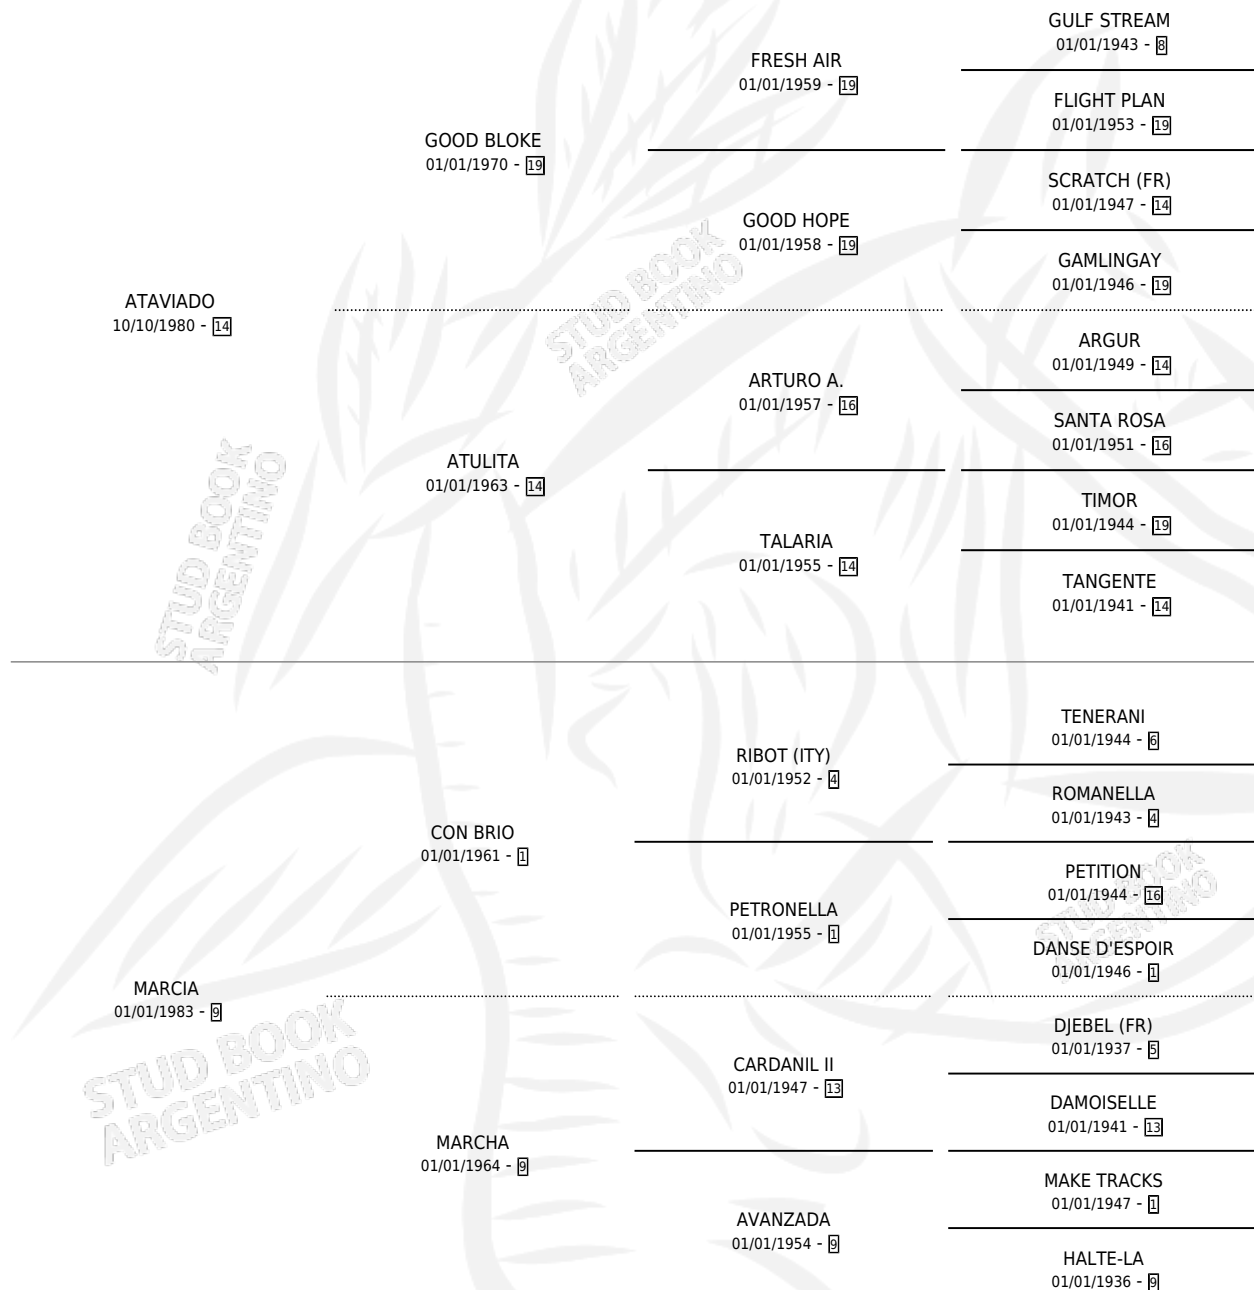 GULF STREAM
01/01/1943 - 8
FRESH AIR
01/01/1959 - 19
FLIGHT PLAN
01/01/1953 - 19
GOOD BLOKE
01/01/1970 - 19
SCRATCH (FR)
01/01/1947 - 14
GOOD HOPE
01/01/1958 - 19
GAMLINGAY
01/01/1946 - 19
ATAVIADO
10/10/1980 - 14
ARGUR
01/01/1949 - 14
ARTURO A.
01/01/1957 - 16
SANTA ROSA
01/01/1951 - 16
ATULITA
01/01/1963 - 14
TIMOR
01/01/1944 - 19
TALARIA
01/01/1955 - 14
TANGENTE
01/01/1941 - 14
TENERANI
01/01/1944 - 6
RIBOT (ITY)
01/01/1952 - 4
ROMANELLA
01/01/1943 - 4
CON BRIO
01/01/1961 - 1
PETITION
01/01/1944 - 16
PETRONELLA
01/01/1955 - 1
DANSE D'ESPOIR
01/01/1946 - 1
MARCIA
01/01/1983 - 9
DJEBEL (FR)
01/01/1937 - 5
CARDANIL II
01/01/1947 - 13
DAMOISELLE
01/01/1941 - 13
MARCHA
01/01/1964 - 9
MAKE TRACKS
01/01/1947 - 1
AVANZADA
01/01/1954 - 9
HALTE-LA
01/01/1936 - 9
STUD BOOK
ARGENTINO
STUD BOOK
ARGENTINO
STUD BOOK
ARGENTINO
STUD BOOK
ARGENTINO